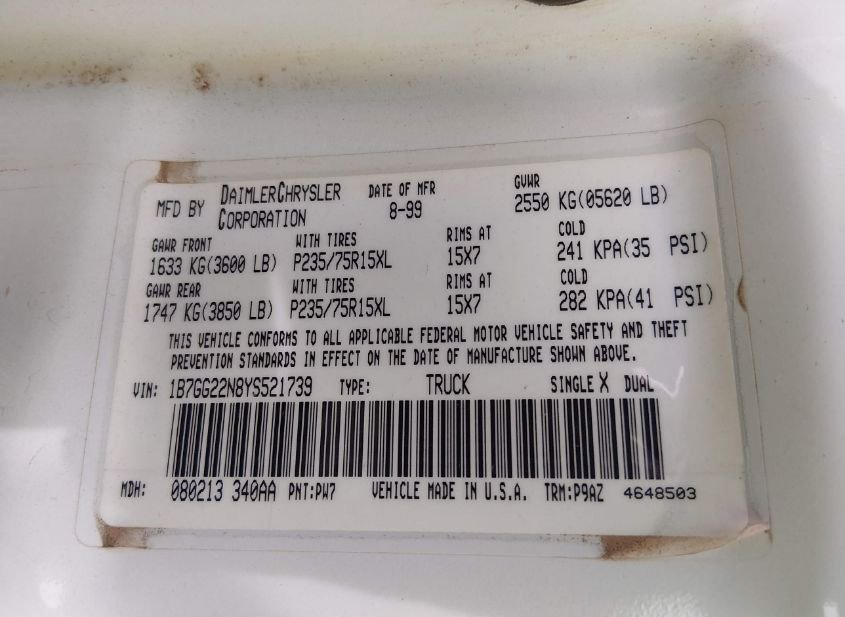 MFD BY DAIMLERCHRYSLER CORPORATION DATE OF MFR 8-99 GVWR 2550 KG(05620 LB)
GAWR FRONT WITH TIRES RIMS AT COLD
1633 KG(3600 LB) P235/75R15XL 15X7 241 KPA(35 PSI)
GAWR REAR WITH TIRES RIMS AT COLD
1747 KG(3850 LB) P235/75R15XL 15X7 282 KPA(41 PSI)
THIS VEHICLE CONFORMS TO ALL APPLICABLE FEDERAL MOTOR VEHICLE SAFETY AND THEFT
PREVENTION STANDARDS IN EFFECT ON THE DATE OF MANUFACTURE SHOWN ABOVE.
VIN: 1B7GG22N8YS521739 TYPE: TRUCK SINGLE X DUAL
MDH: 080213 340AA PNT:PW7 VEHICLE MADE IN U.S.A. TRM:P9AZ 4648503